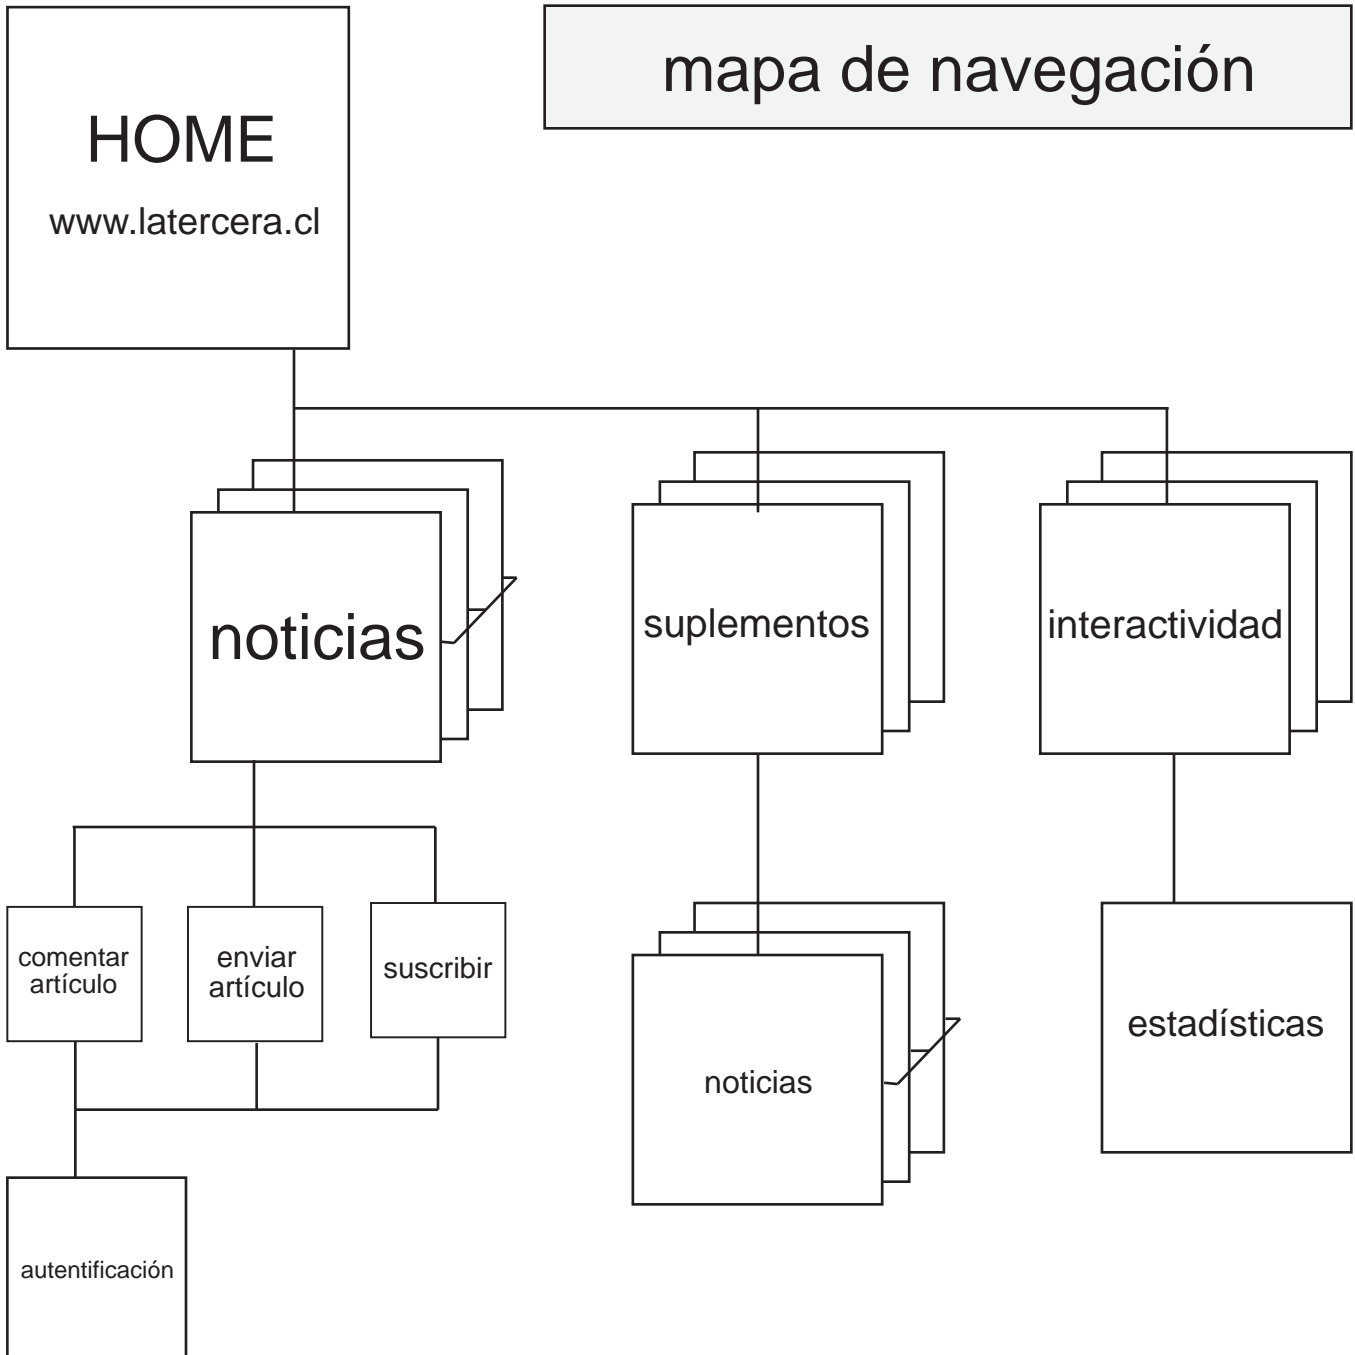 mapa de navegación
HOME
www.latercera.cl
noticias
suplementos
interactividad
comentar
artículo
enviar
artículo
suscribir
noticias
estadísticas
autentificación